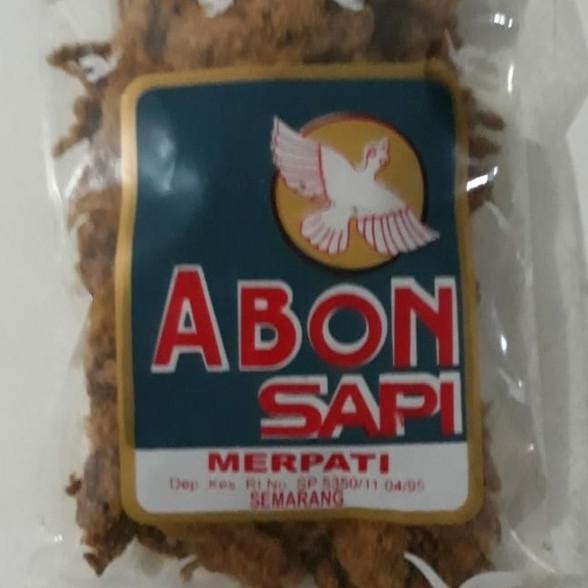 ABON
SAPI
MERPATI
Dep. Kes. RI.No. SP 5350/11 04/95
SEMARANG